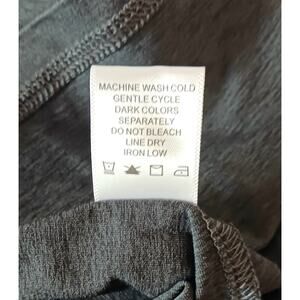 MACHINE WASH COLD
GENTLE CYCLE
DARK COLORS
SEPARATELY
DO NOT BLEACH
LINE DRY
IRON LOW